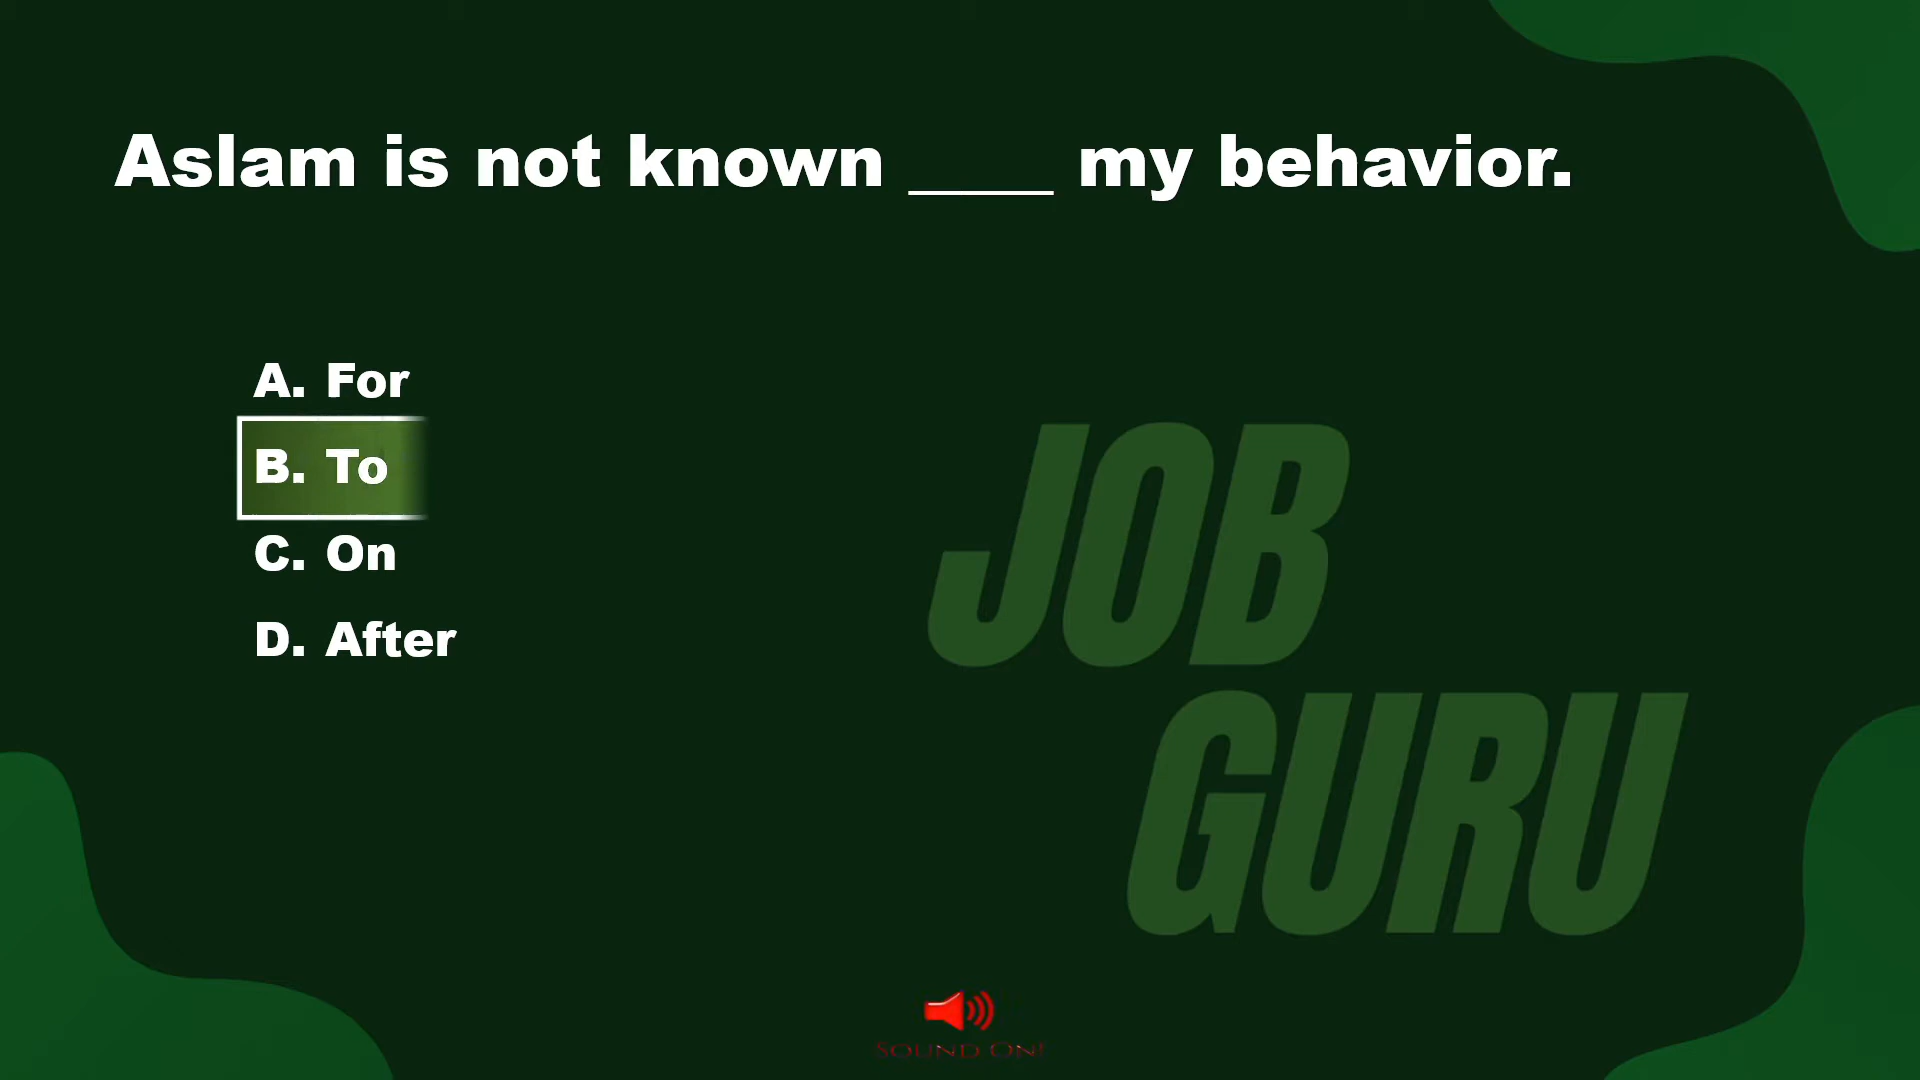 Aslam is not known ____ my behavior.
A. For
B. To
C. On
D. After
JOB
GURU
SOUND ON!